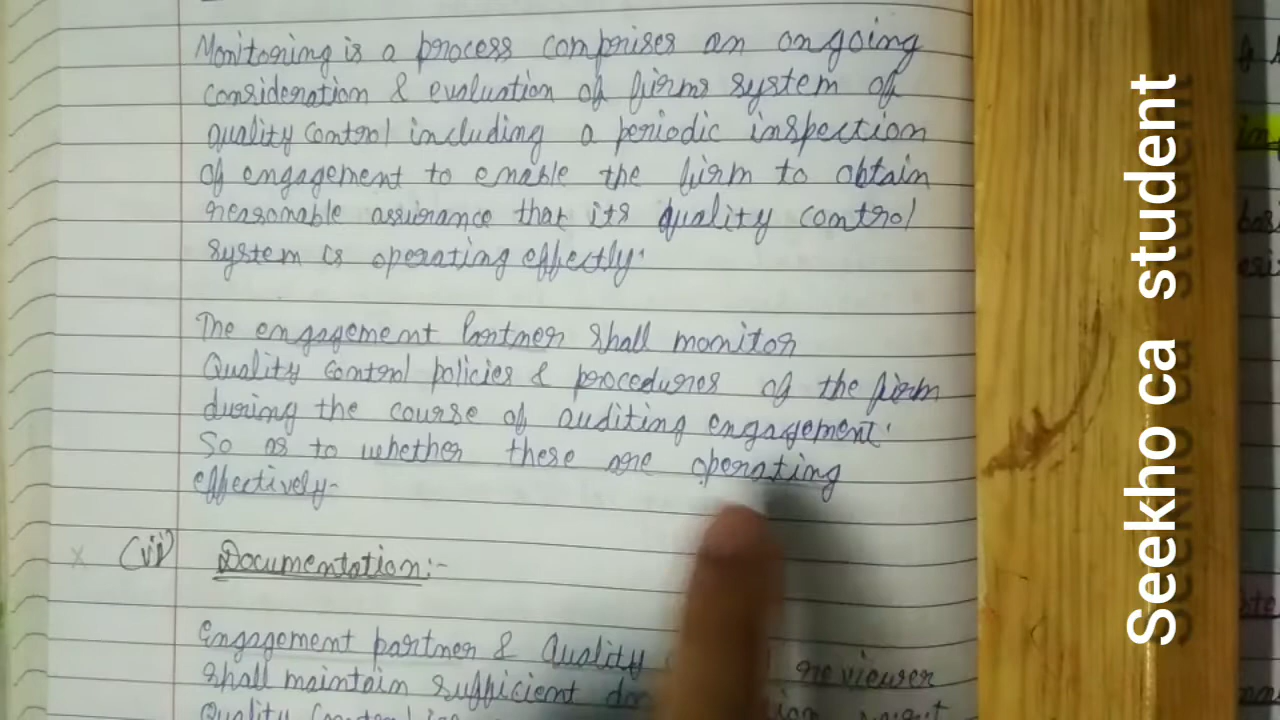 Monitoring is a process comprises an ongoing
consideration & evaluation of firms system of
quality control including a periodic inspection
of engagement to enable the firm to obtain
reasonable assurance that its quality control
system is operating effectly.
The engagement Partner shall monitor
Quality control policies & procedures of the firm
during the course of auditing engagement.
So as to whether these are operating
effectively-
(vi) Documentation:-
Engagement partner & Quality reviewer
shall maintain sufficient
Quality
Seekho ca student